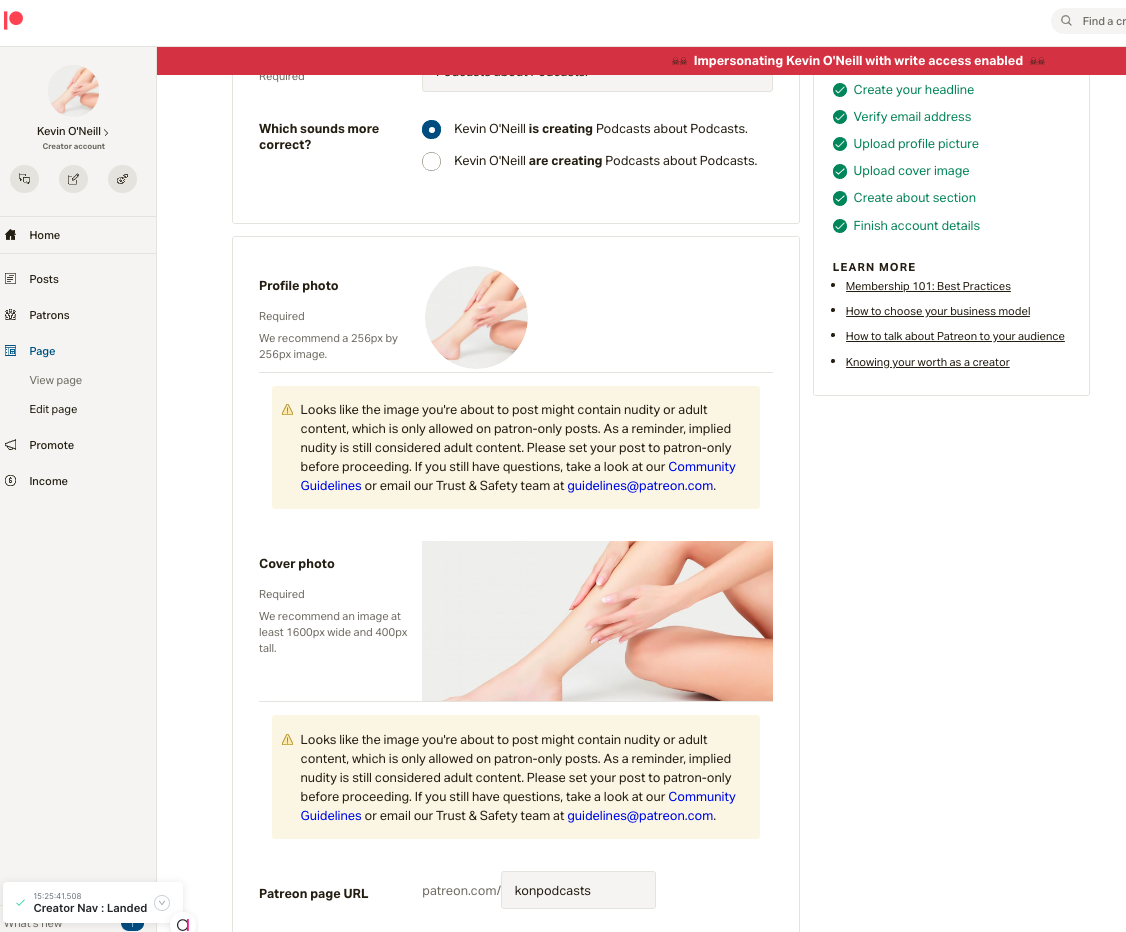 Find a cr
Impersonating Kevin O'Neill with write access enabled
Kevin O'Neill
Creator account
Home
Posts
Patrons
Page
View page
Edit page
Promote
Income
15:25:41.508
Creator Nav : Landed
What's new
Required
Podcasts about Podcasts.
Which sounds more
correct?
Kevin O'Neill is creating Podcasts about Podcasts.
Kevin O'Neill are creating Podcasts about Podcasts.
Profile photo
Required
We recommend a 256px by
256px image.
Looks like the image you're about to post might contain nudity or adult
content, which is only allowed on patron-only posts. As a reminder, implied
nudity is still considered adult content. Please set your post to patron-only
before proceeding. If you still have questions, take a look at our Community
Guidelines or email our Trust & Safety team at guidelines@patreon.com.
Cover photo
Required
We recommend an image at
least 1600px wide and 400px
tall.
Looks like the image you're about to post might contain nudity or adult
content, which is only allowed on patron-only posts. As a reminder, implied
nudity is still considered adult content. Please set your post to patron-only
before proceeding. If you still have questions, take a look at our Community
Guidelines or email our Trust & Safety team at guidelines@patreon.com.
Patreon page URL
patreon.com/ konpodcasts
Create your headline
Verify email address
Upload profile picture
Upload cover image
Create about section
Finish account details
LEARN MORE
Membership 101: Best Practices
How to choose your business model
How to talk about Patreon to your audience
Knowing your worth as a creator